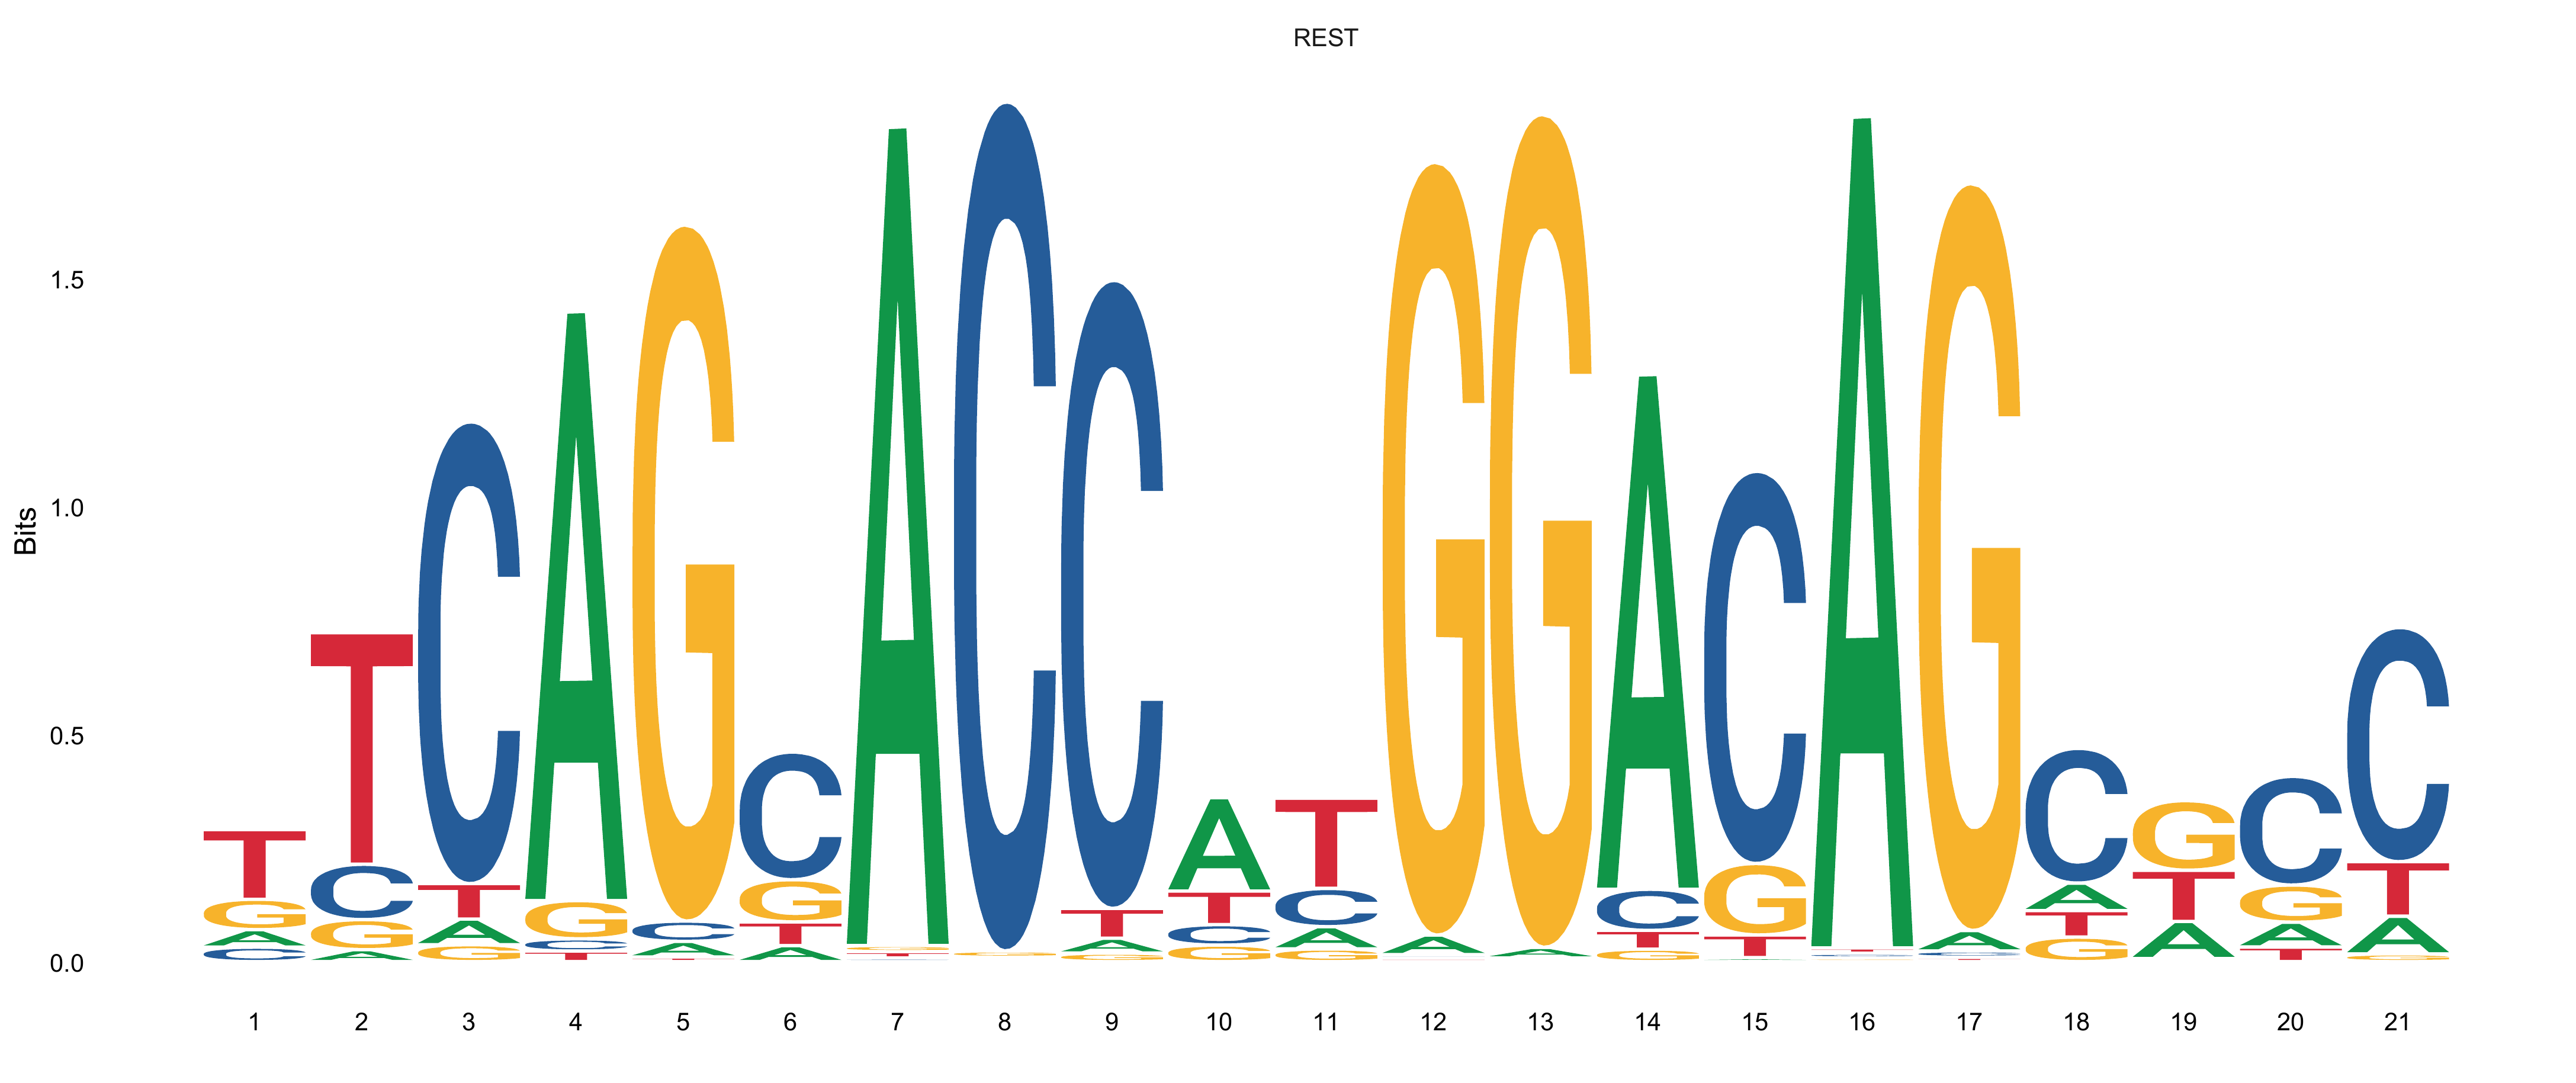 REST
Bits
1.5
1.0
0.5
0.0
T T C A G C A C C A T G G A C A G C G C C
G C T G C G G G T T C A A C G T A A T G T
A G A C A T T A C A T T C C T A A A
C A G T T A G G G G T G T G
1 2 3 4 5 6 7 8 9 10 11 12 13 14 15 16 17 18 19 20 21